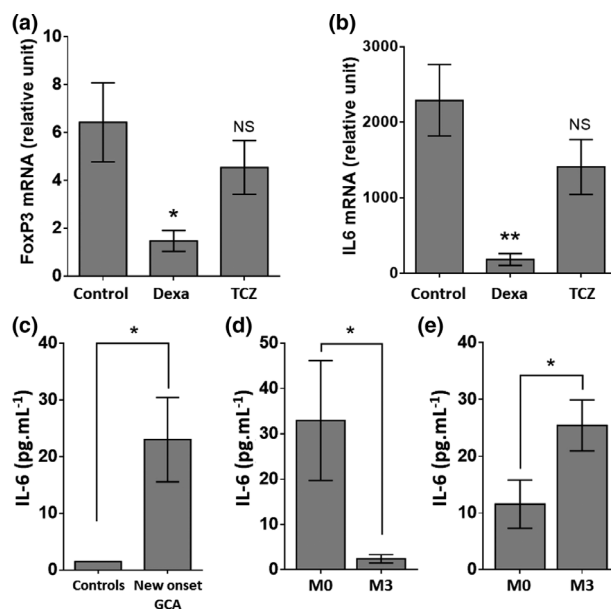 (a)
FoxP3 mRNA (relative unit)
8
6
4
2
0
*
NS
Control Dexa TCZ
(b)
IL6 mRNA (relative unit)
3000
2000
1000
0
**
NS
Control Dexa TCZ
(c)
IL-6 (pg.mL⁻¹)
40
30
20
10
0
*
Controls New onset
GCA
(d)
IL-6 (pg.mL⁻¹)
50
40
30
20
10
0
*
M0 M3
(e)
IL-6 (pg.mL⁻¹)
40
30
20
10
0
*
M0 M3